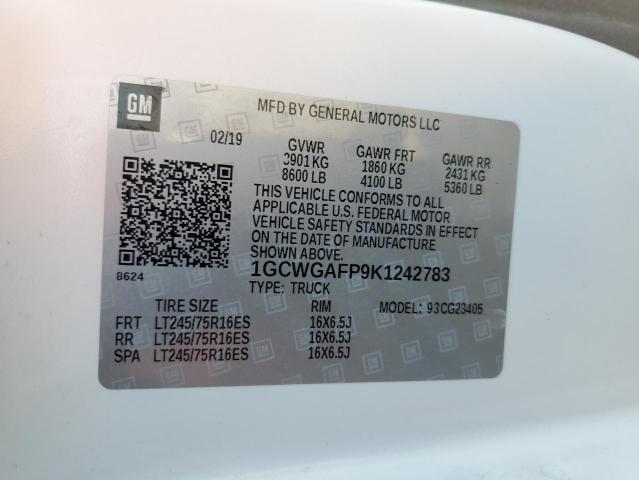 GM
MFD BY GENERAL MOTORS LLC
02/19 GVWR GAWR FRT GAWR RR
3901 KG 1860 KG 2431 KG
8600 LB 4100 LB 5360 LB
THIS VEHICLE CONFORMS TO ALL
APPLICABLE U.S. FEDERAL MOTOR
VEHICLE SAFETY STANDARDS IN EFFECT
ON THE DATE OF MANUFACTURE
SHOWN ABOVE.
8624 1GCWGAFP9K1242783
TYPE: TRUCK
TIRE SIZE RIM MODEL: 93CG23405
FRT LT245/75R16ES 16X6.5J
RR LT245/75R16ES 16X6.5J
SPA LT245/75R16ES 16X6.5J